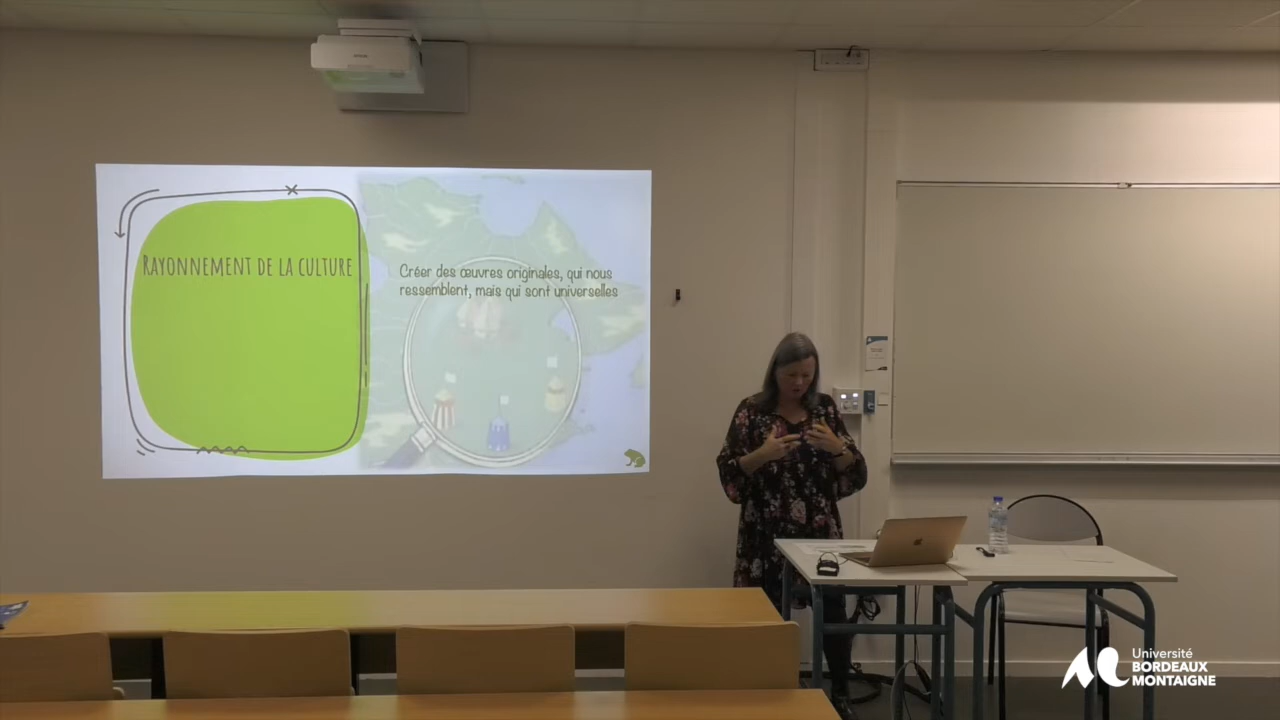 RAYONNEMENT DE LA CULTURE
Créer des œuvres originales, qui nous
ressemblent, mais qui sont universelles
Université
BORDEAUX
MONTAIGNE